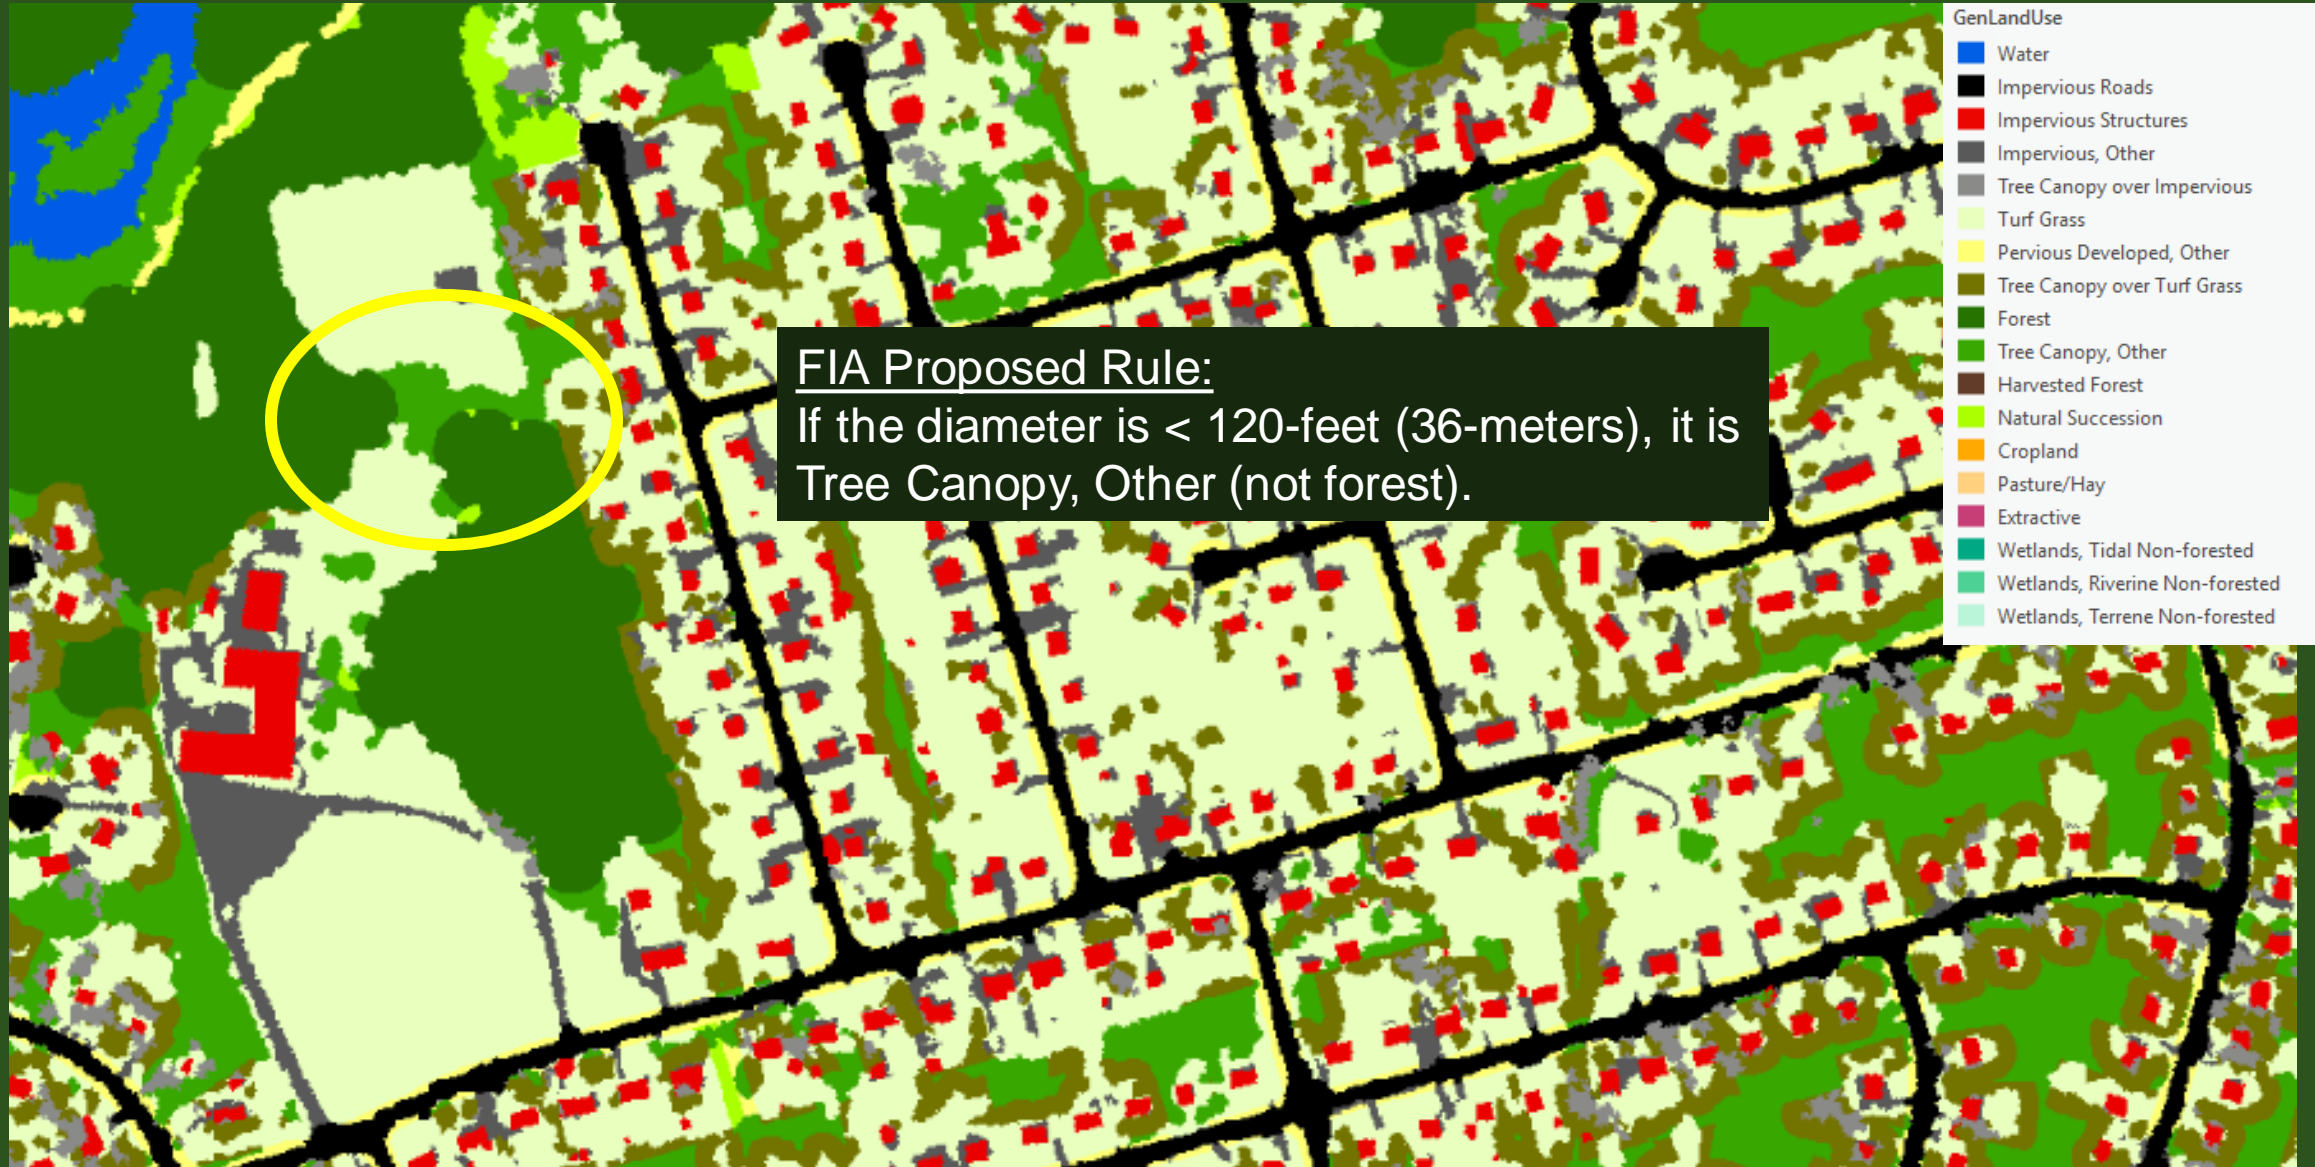 GenLandUse
Water
Impervious Roads
Impervious Structures
Impervious, Other
Tree Canopy over Impervious
Turf Grass
Pervious Developed, Other
Tree Canopy over Turf Grass
Forest
Tree Canopy, Other
Harvested Forest
Natural Succession
Cropland
Pasture/Hay
Extractive
Wetlands, Tidal Non-forested
Wetlands, Riverine Non-forested
Wetlands, Terrene Non-forested
FIA Proposed Rule:
If the diameter is < 120-feet (36-meters), it is
Tree Canopy, Other (not forest).